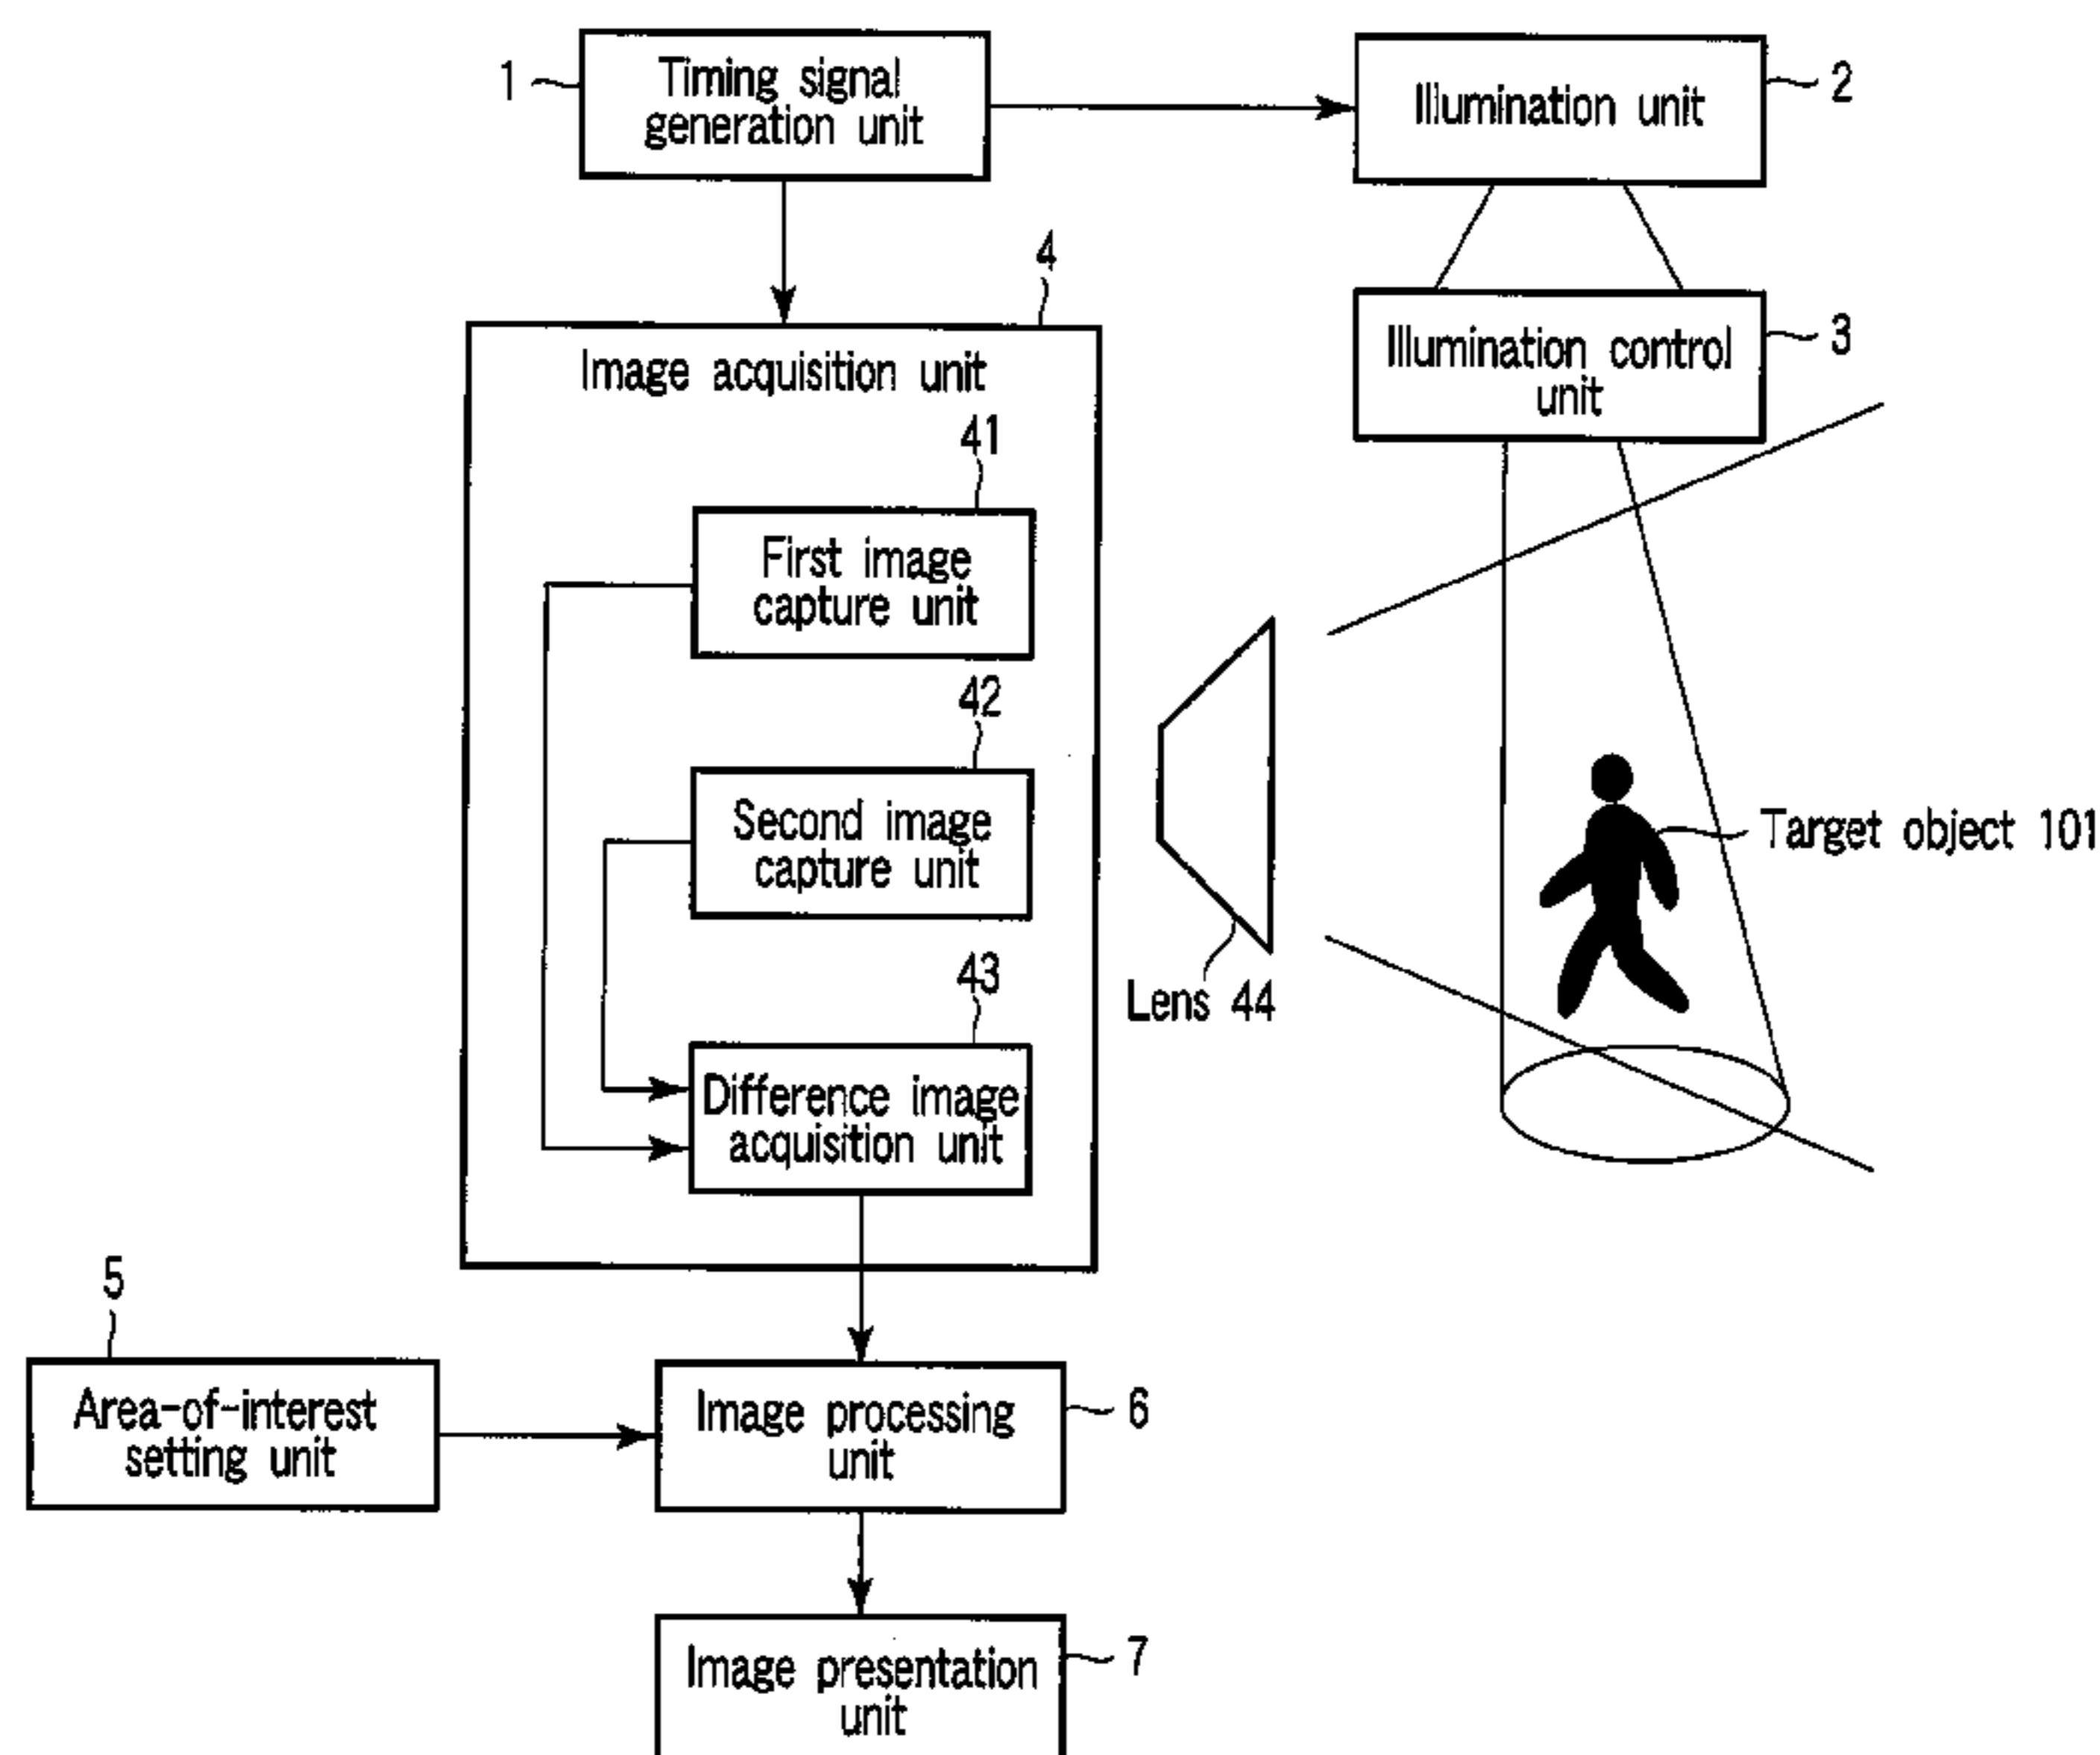 1
Timing signal
generation unit
Illumination unit
2
4
Illumination control
unit
3
Image acquisition unit
41
First image
capture unit
42
Second image
capture unit
Target object 101
43
Lens 44
Difference image
acquisition unit
5
Area-of-interest
setting unit
Image processing
unit
6
Image presentation
unit
7